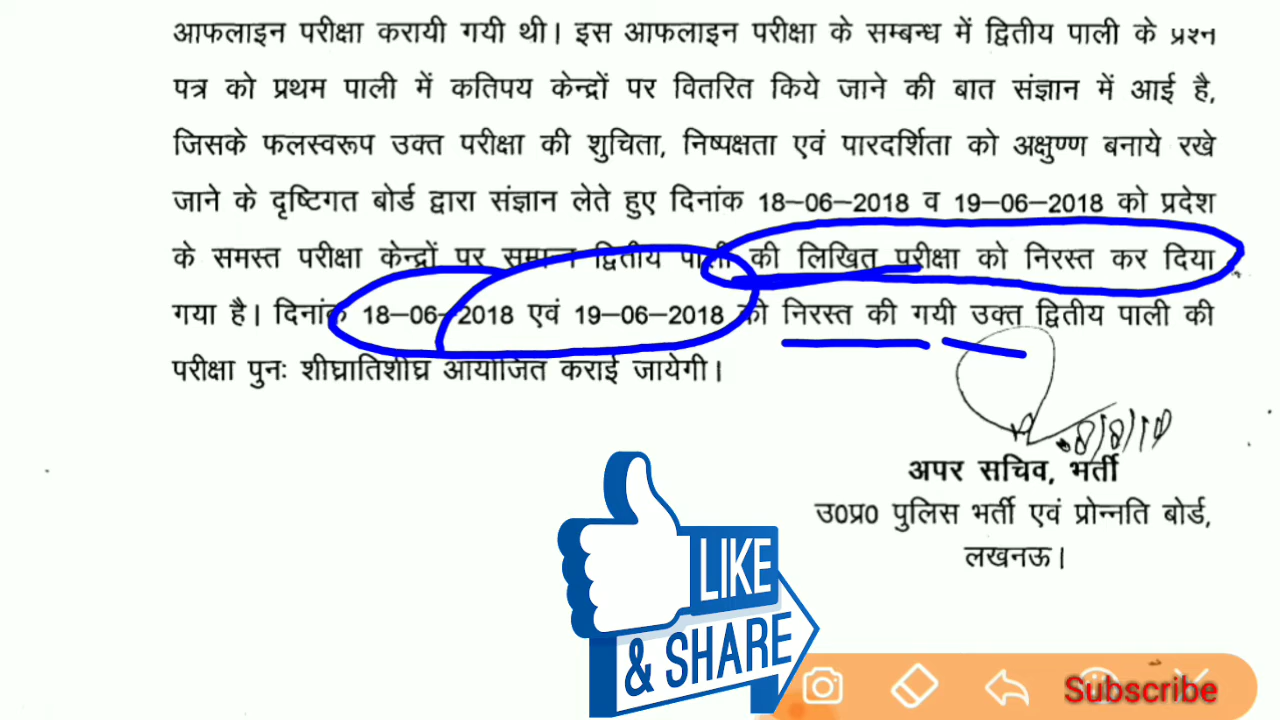 आफलाइन परीक्षा करायी गयी थी। इस आफलाइन परीक्षा के सम्बन्ध में द्वितीय पाली के प्रश्न
पत्र को प्रथम पाली में कतिपय केन्द्रों पर वितरित किये जाने की बात संज्ञान में आई है,
जिसके फलस्वरूप उक्त परीक्षा की शुचिता, निष्पक्षता एवं पारदर्शिता को अक्षुण्ण बनाये रखे
जाने के दृष्टिगत बोर्ड द्वारा संज्ञान लेते हुए दिनांक 18–06–2018 व 19–06–2018 को प्रदेश
के समस्त परीक्षा केन्द्रों पर सम्पन्न द्वितीय पाली की लिखित परीक्षा को निरस्त कर दिया
गया है। दिनांक 18–06–2018 एवं 19–06–2018 को निरस्त की गयी उक्त द्वितीय पाली की
परीक्षा पुनः शीघ्रातिशीघ्र आयोजित कराई जायेगी।
अपर सचिव, भर्ती
उ0प्र0 पुलिस भर्ती एवं प्रोन्नति बोर्ड,
लखनऊ।
LIKE
& SHARE
Subscribe